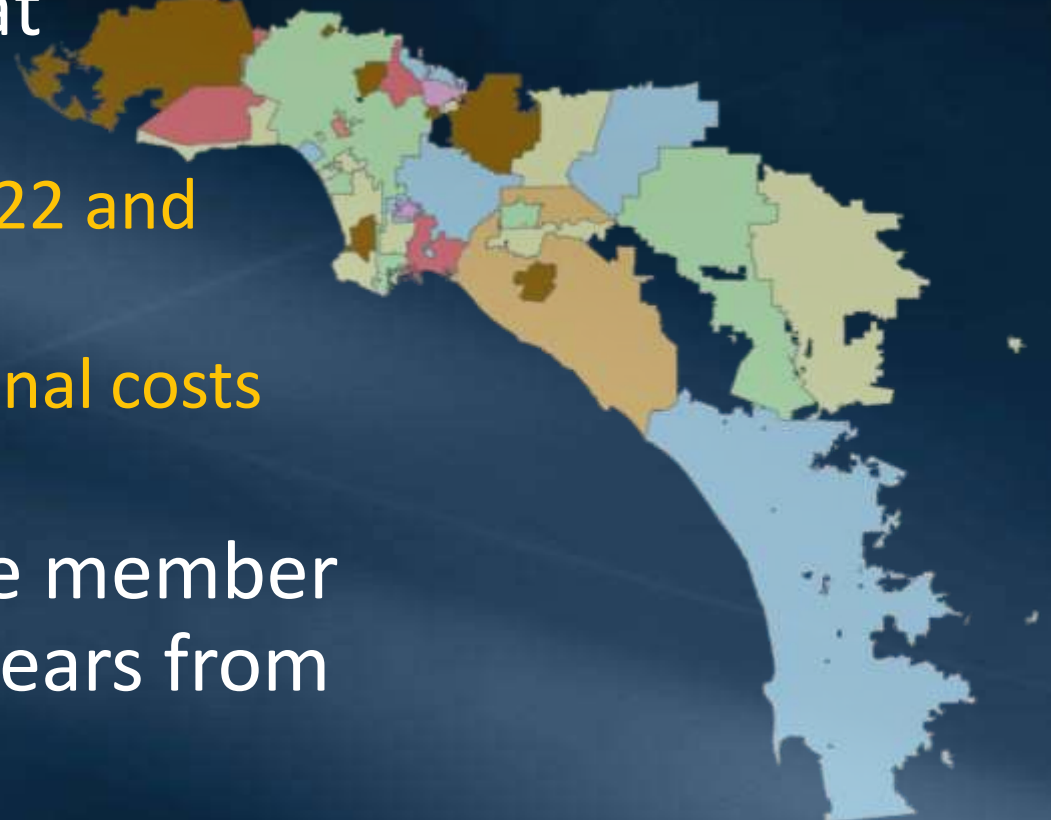 at
22 and
nal costs
e member
ears from